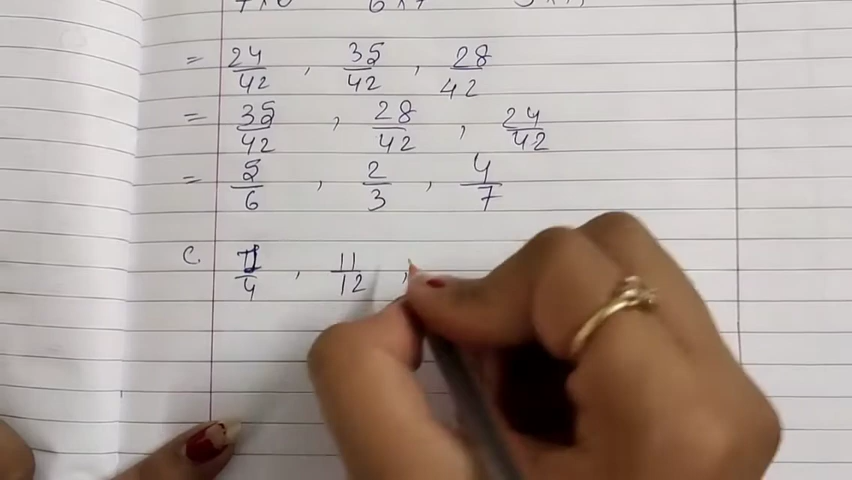 = 24/42 , 35/42 , 28/42
= 35/42 , 28/42 , 24/42
= 5/6 , 2/3 , 4/7
C. /4 , 11/12 ,